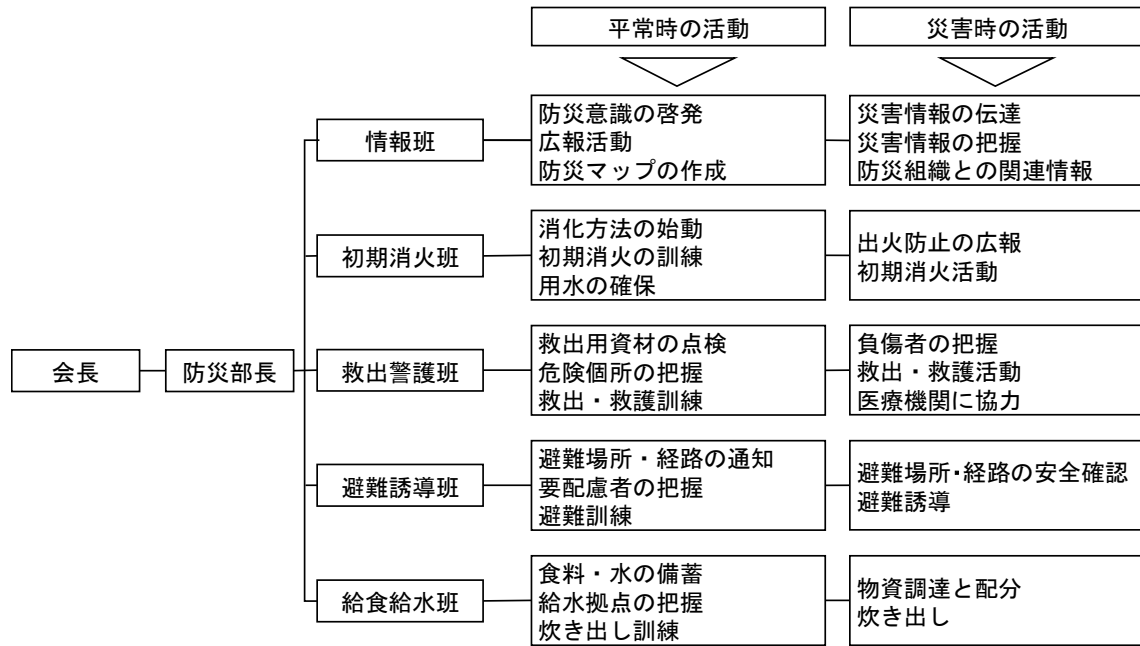 平常時の活動
災害時の活動
情報班
防災意識の啓発
広報活動
防災マップの作成
災害情報の伝達
災害情報の把握
防災組織との関連情報
初期消火班
消化方法の始動
初期消火の訓練
用水の確保
出火防止の広報
初期消火活動
会長
防災部長
救出警護班
救出用資材の点検
危険個所の把握
救出・救護訓練
負傷者の把握
救出・救護活動
医療機関に協力
避難誘導班
避難場所・経路の通知
要配慮者の把握
避難訓練
避難場所・経路の安全確認
避難誘導
給食給水班
食料・水の備蓄
給水拠点の把握
炊き出し訓練
物資調達と配分
炊き出し